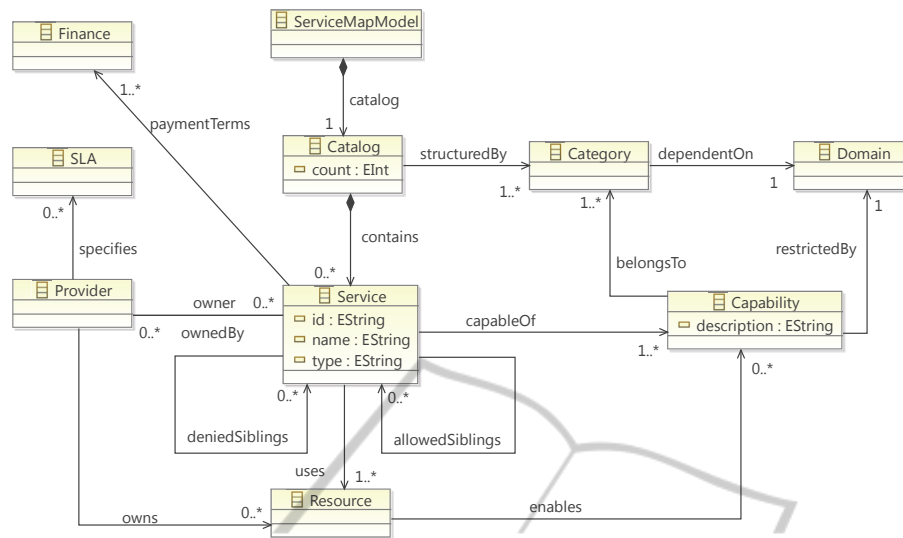 ServiceMapModel
Finance
1..*
catalog
paymentTerms
1
SLA
Catalog
count : EInt
structuredBy
1..*
Category
dependentOn
1
Domain
0..*
1..*
1
specifies
contains
restrictedBy
belongsTo
0..*
Provider
owner
0..*
Service
Capability
0..*
ownedBy
id : EString
name : EString
type : EString
capableOf
description : EString
1..*
0..*
0..*
0..*
deniedSiblings
allowedSiblings
uses
1..*
Resource
owns
0..*
enables